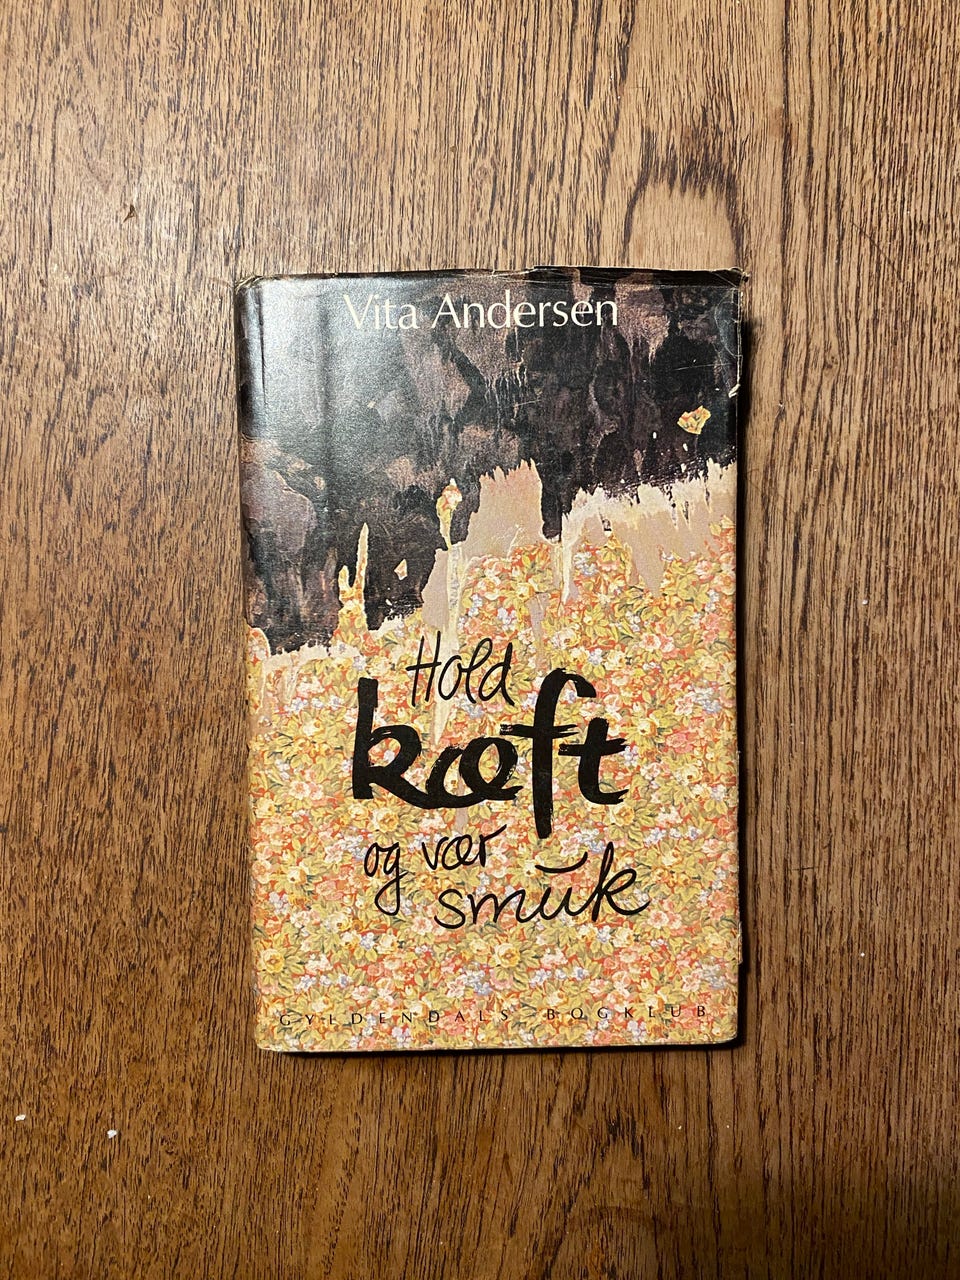 Vita Andersen
Hold
kæft
og vær
smuk
GYLDENDALS BOGKLUB